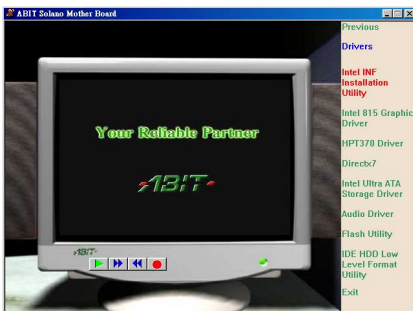 ABIT Solano Mother Board
Previous
Drivers
Intel INF
Installation
Utility
Intel 815 Graphic
Driver
HPT370 Driver
Directx7
Intel Ultra ATA
Storage Driver
Audio Driver
Flash Utility
IDE HDD Low
Level Format
Utility
Exit
Your Reliable Partner
ABIT
ABIT